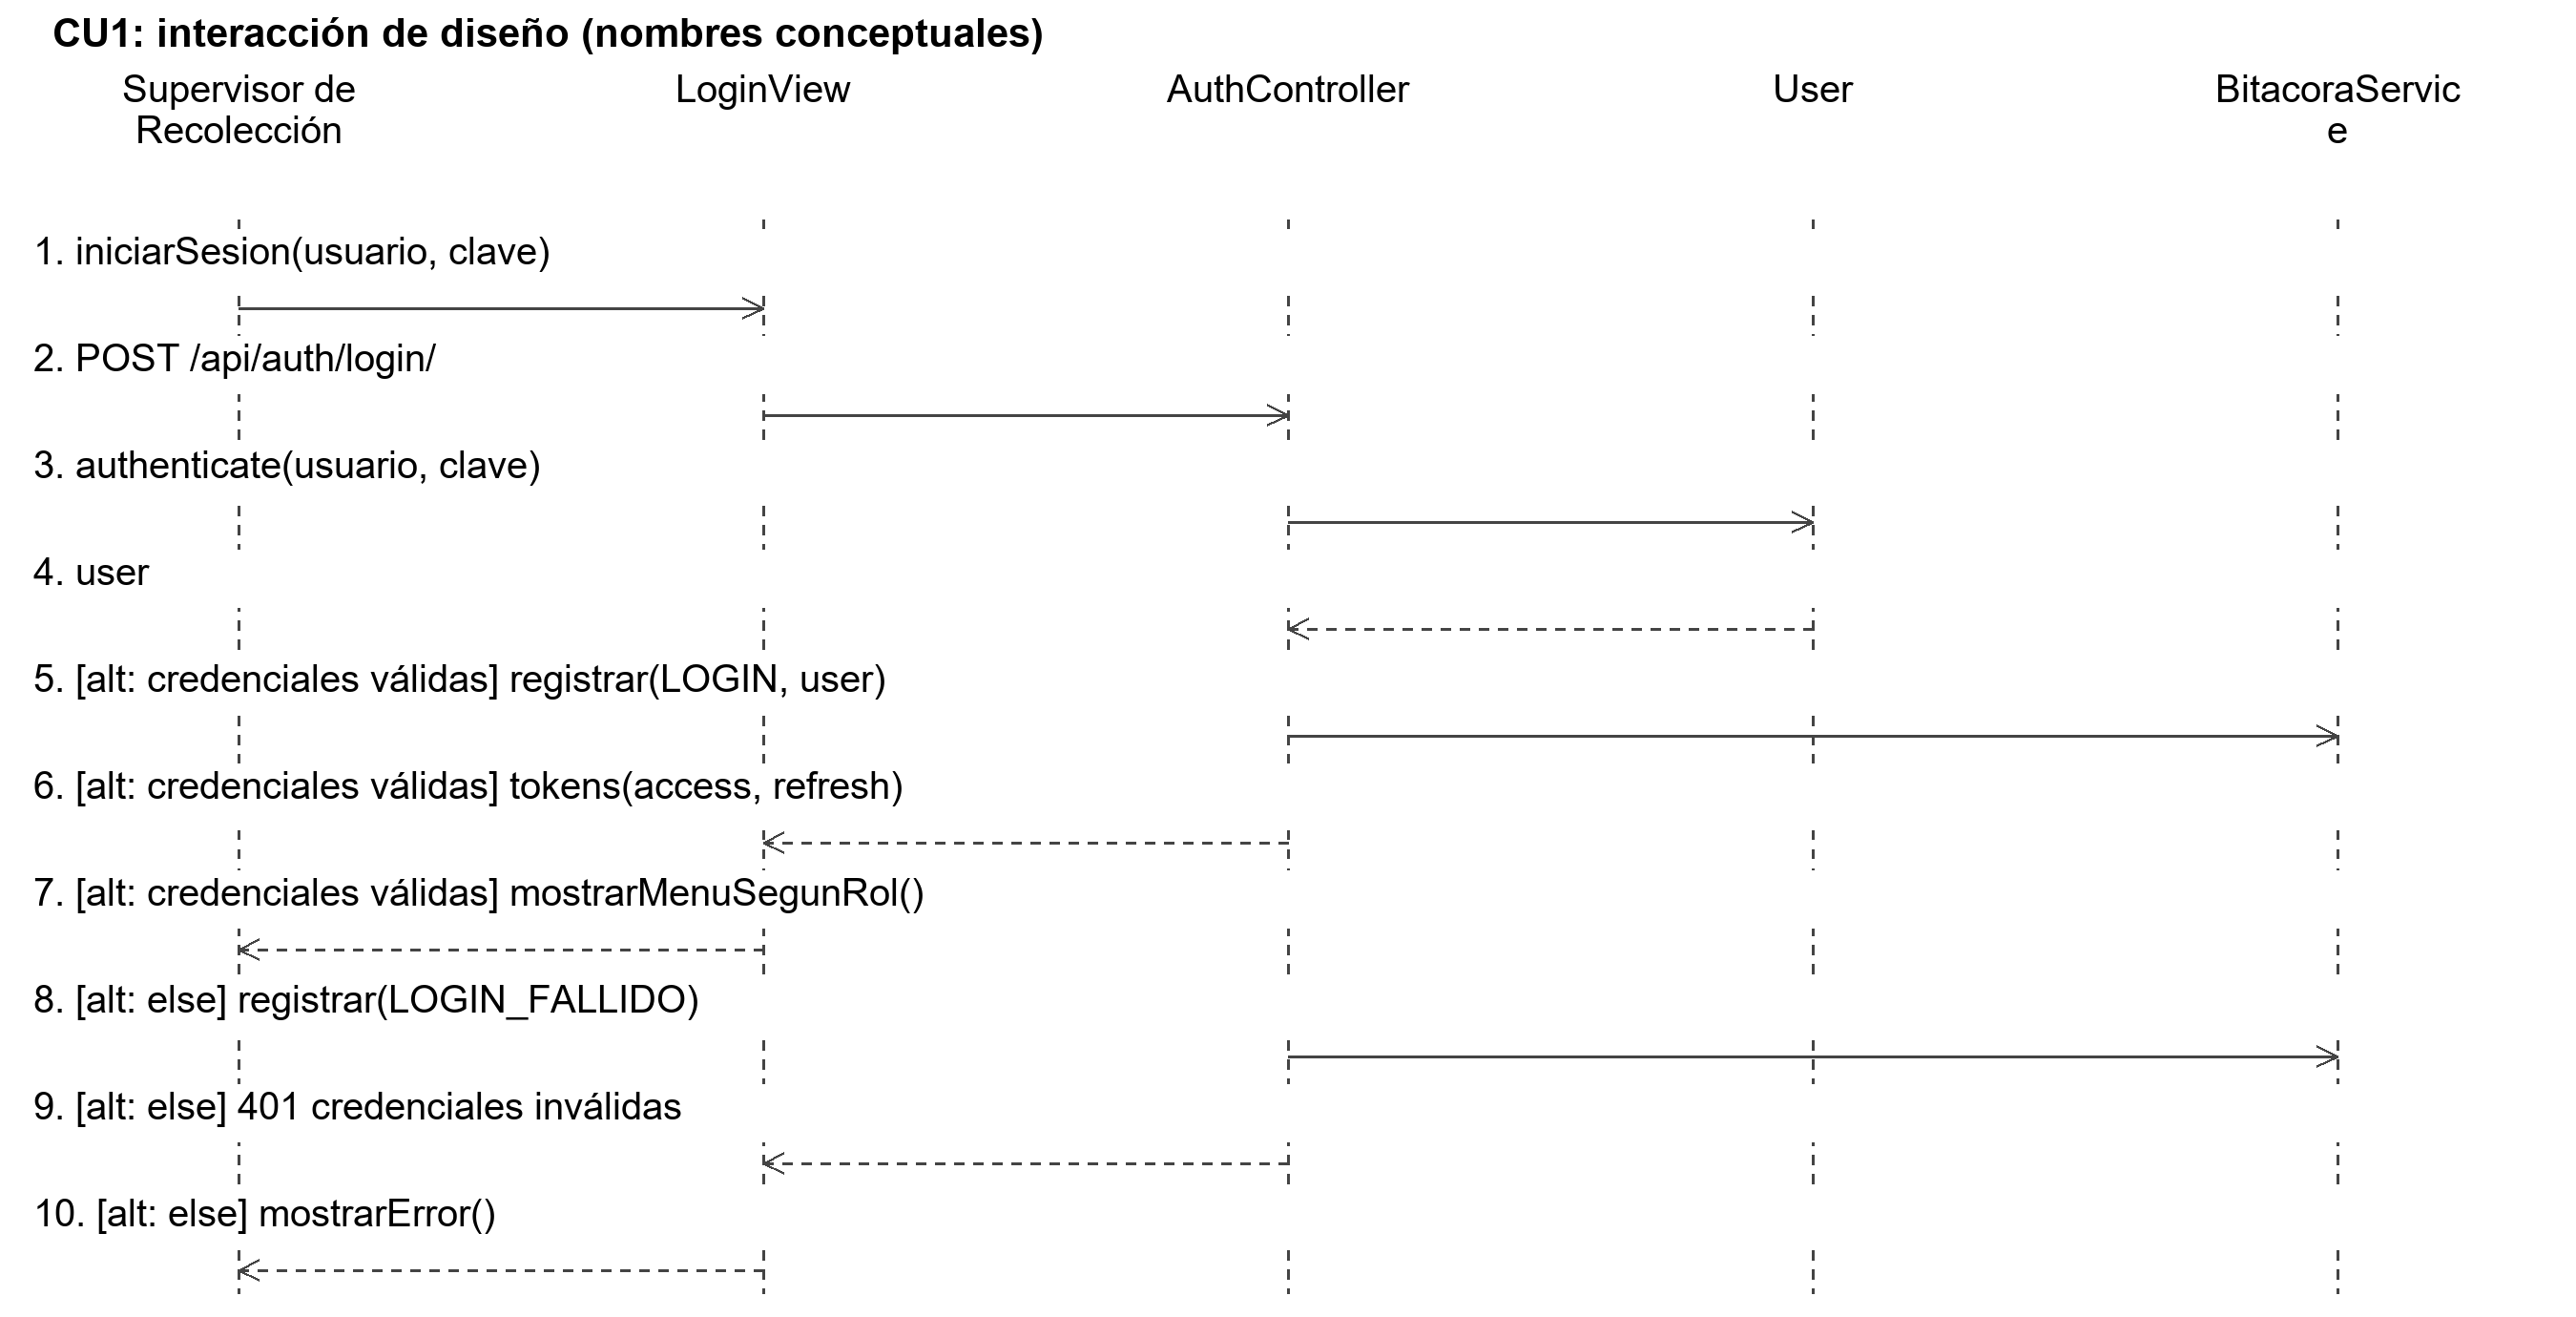 CU1: interacción de diseño (nombres conceptuales)
Supervisor de
Recolección
LoginView
AuthController
User
BitacoraServic
e
1. iniciarSesion(usuario, clave)
2. POST /api/auth/login/
3. authenticate(usuario, clave)
4. user
5. [alt: credenciales válidas] registrar(LOGIN, user)
6. [alt: credenciales válidas] tokens(access, refresh)
7. [alt: credenciales válidas] mostrarMenuSegunRol()
8. [alt: else] registrar(LOGIN_FALLIDO)
9. [alt: else] 401 credenciales inválidas
10. [alt: else] mostrarError()